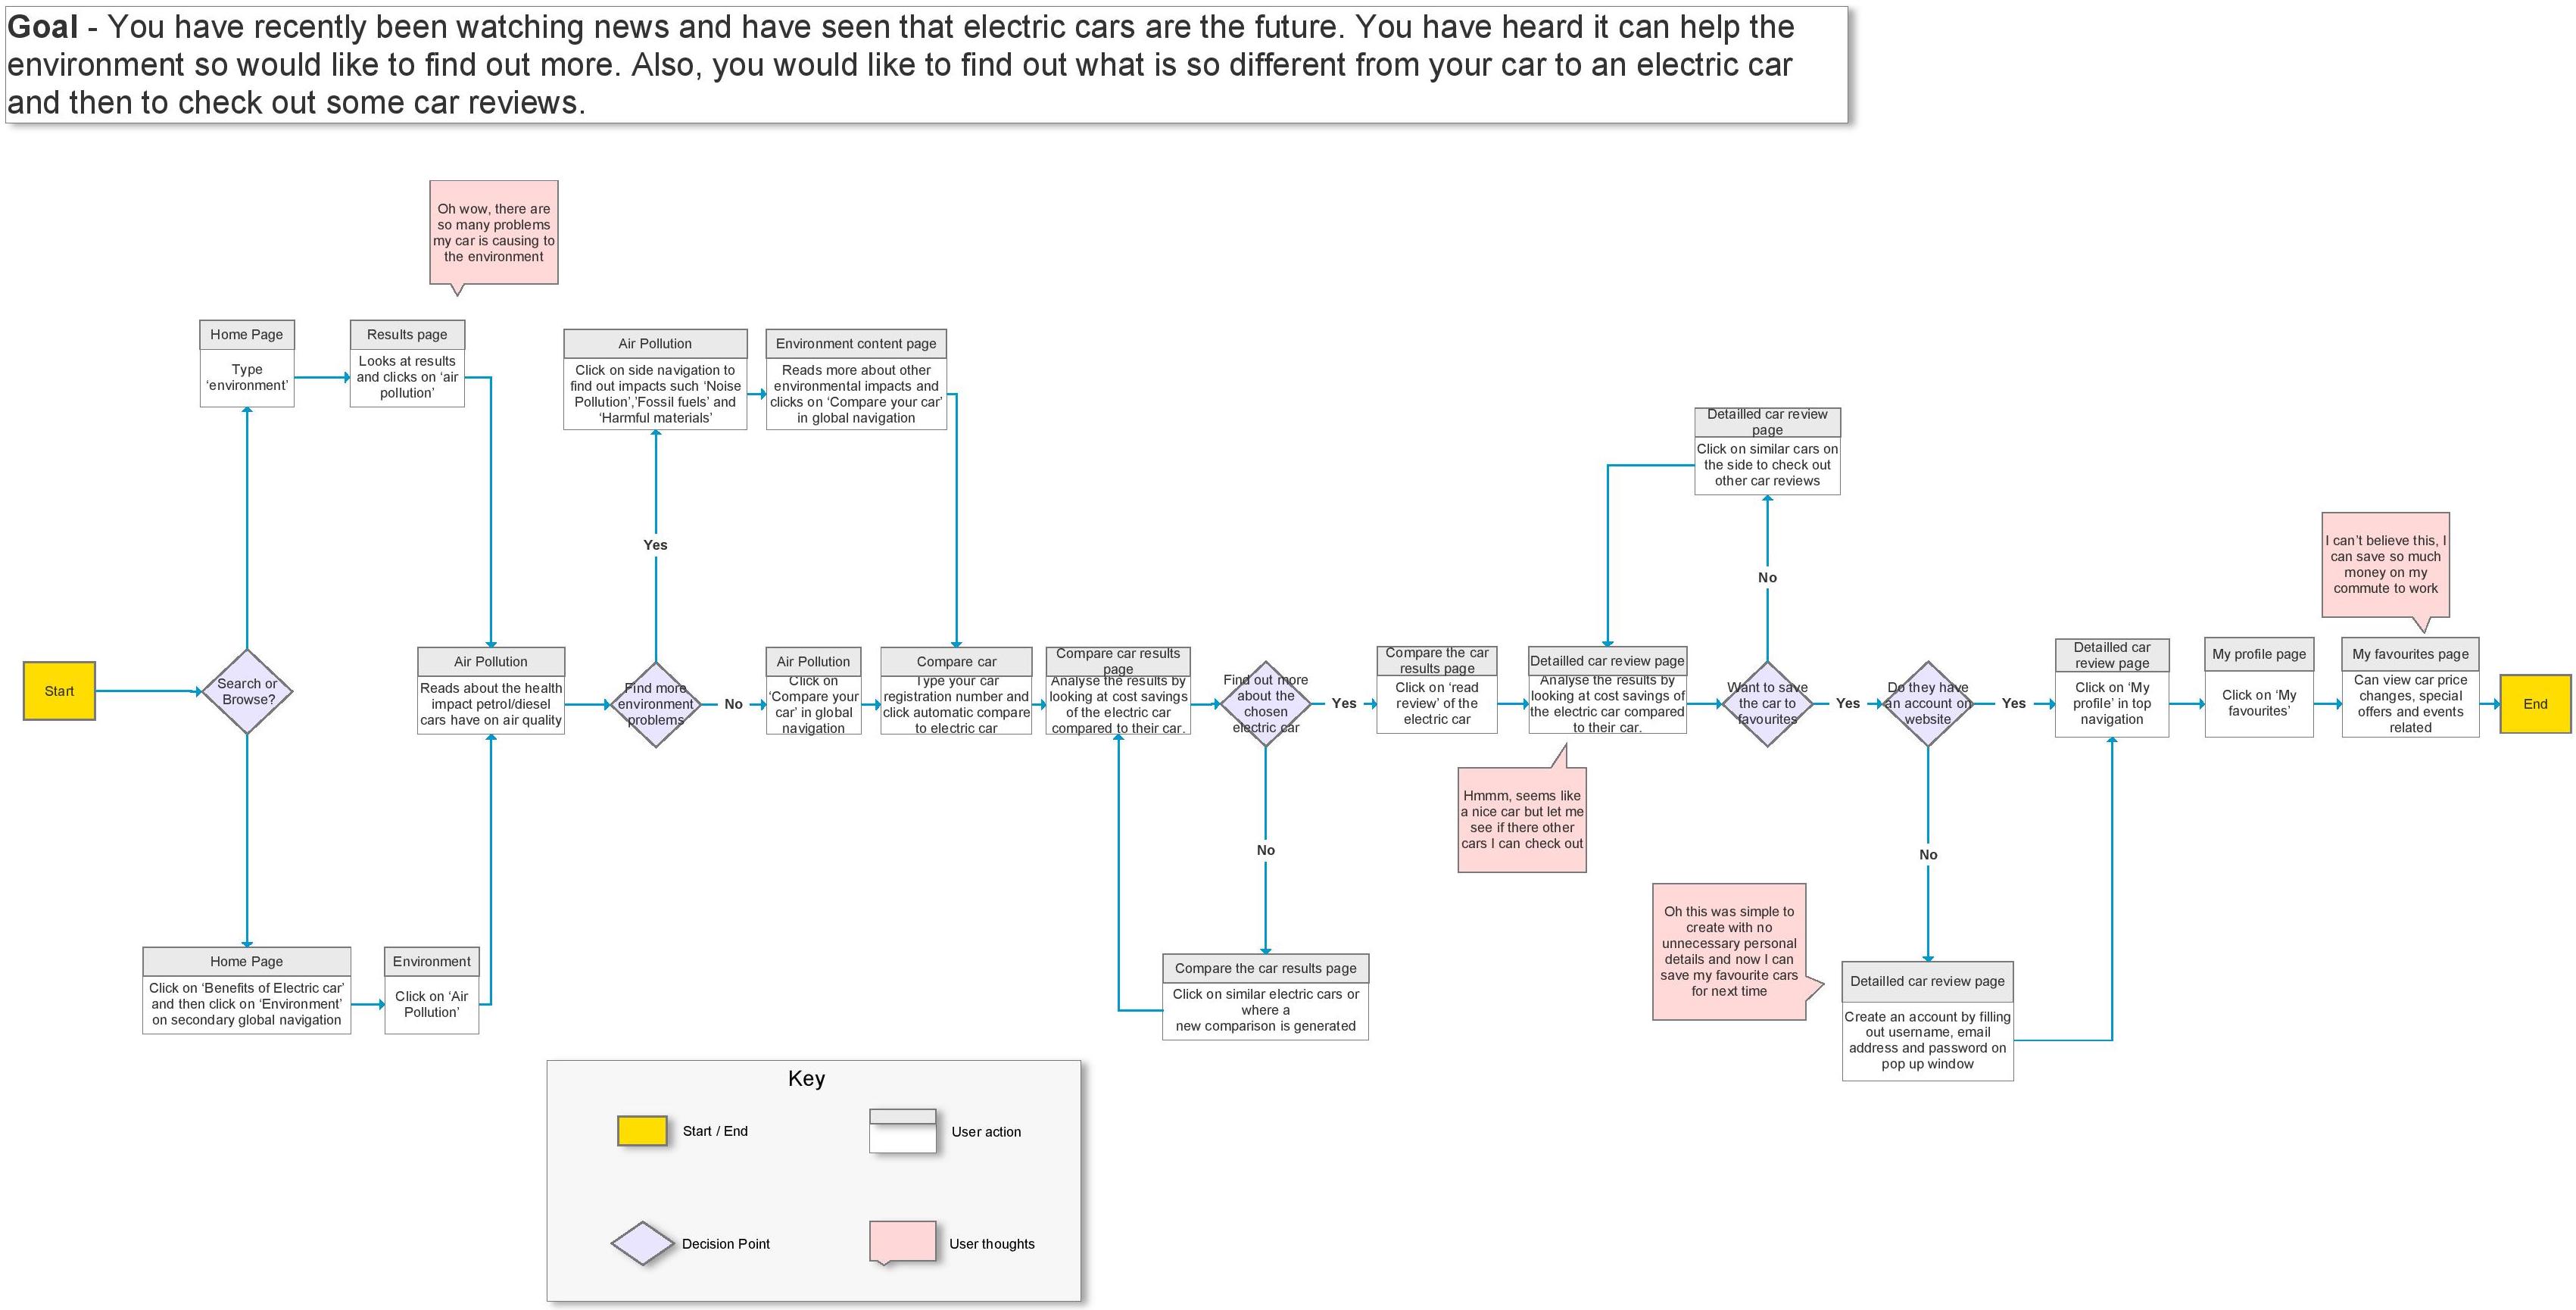 Goal - You have recently been watching news and have seen that electric cars are the future. You have heard it can help the
environment so would like to find out more. Also, you would like to find out what is so different from your car to an electric car
and then to check out some car reviews.
Oh wow, there are
so many problems
my car is causing to
the environment
Home Page
Type
‘environment’
Results page
Looks at results
and clicks on ‘air
pollution’
Air Pollution
Click on side navigation to
find out impacts such ‘Noise
Pollution’,’Fossil fuels’ and
‘Harmful materials’
Environment content page
Reads more about other
environmental impacts and
clicks on ‘Compare your car’
in global navigation
Detailled car review
page
Click on similar cars on
the side to check out
other car reviews
I can’t believe this, I
can save so much
money on my
commute to work
Yes
No
Start
Search or
Browse?
Air Pollution
Reads about the health
impact petrol/diesel
cars have on air quality
Find more
environment
problems
No
Air Pollution
Click on
‘Compare your
car’ in global
navigation
Compare car
Type your car
registration number and
click automatic compare
to electric car
Compare car results
page
Analyse the results by
looking at cost savings
of the electric car
compared to their car.
Find out more
about the
chosen
electric car
Yes
Compare the car
results page
Click on ‘read
review’ of the
electric car
Detailled car review page
Analyse the results by
looking at cost savings of
the electric car compared
to their car.
Want to save
the car to
favourites
Yes
Do they have
an account on
website
Yes
Detailled car
review page
Click on ‘My
profile’ in top
navigation
My profile page
Click on ‘My
favourites’
My favourites page
Can view car price
changes, special
offers and events
related
End
Hmmm, seems like
a nice car but let me
see if there other
cars I can check out
No
No
Oh this was simple to
create with no
unnecessary personal
details and now I can
save my favourite cars
for next time
Home Page
Click on ‘Benefits of Electric car’
and then click on ‘Environment’
on secondary global navigation
Environment
Click on ‘Air
Pollution’
Compare the car results page
Click on similar electric cars or
where a
new comparison is generated
Detailled car review page
Create an account by filling
out username, email
address and password on
pop up window
Key
Start / End
User action
Decision Point
User thoughts